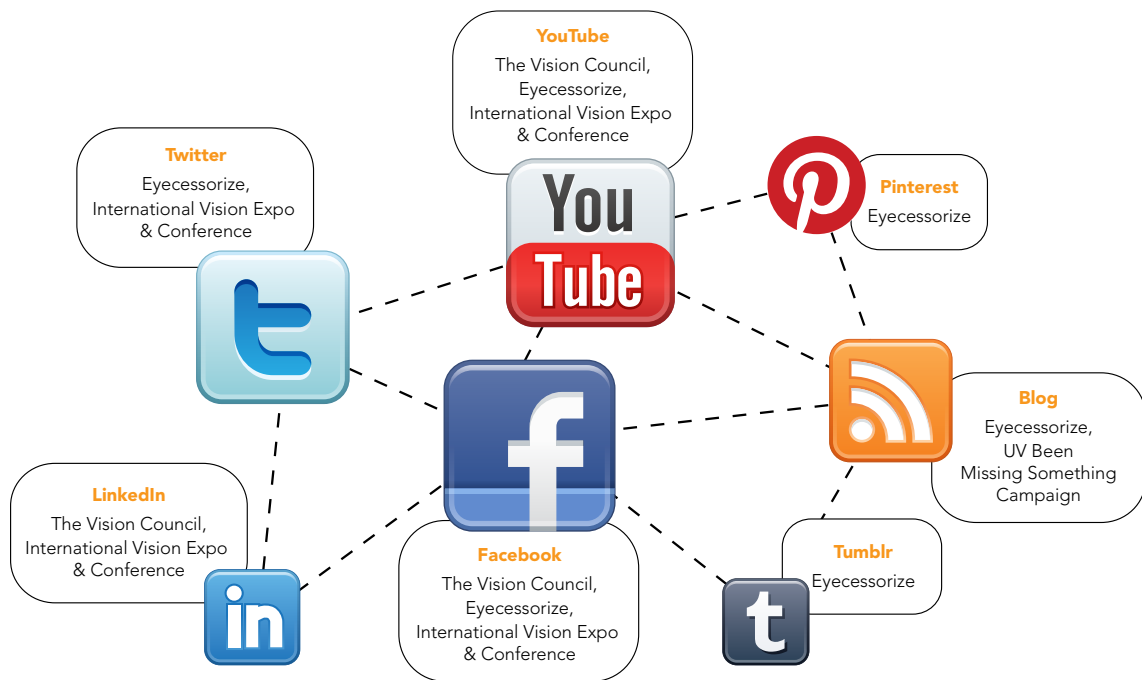 YouTube
The Vision Council,
Eyecessorize,
International Vision Expo
& Conference
You
Tube
Twitter
Eyecessorize,
International Vision Expo
& Conference
t
Pinterest
Eyecessorize
Blog
Eyecessorize,
UV Been
Missing Something
Campaign
f
LinkedIn
The Vision Council,
International Vision Expo
& Conference
in
Facebook
The Vision Council,
Eyecessorize,
International Vision Expo
& Conference
Tumblr
Eyecessorize
t